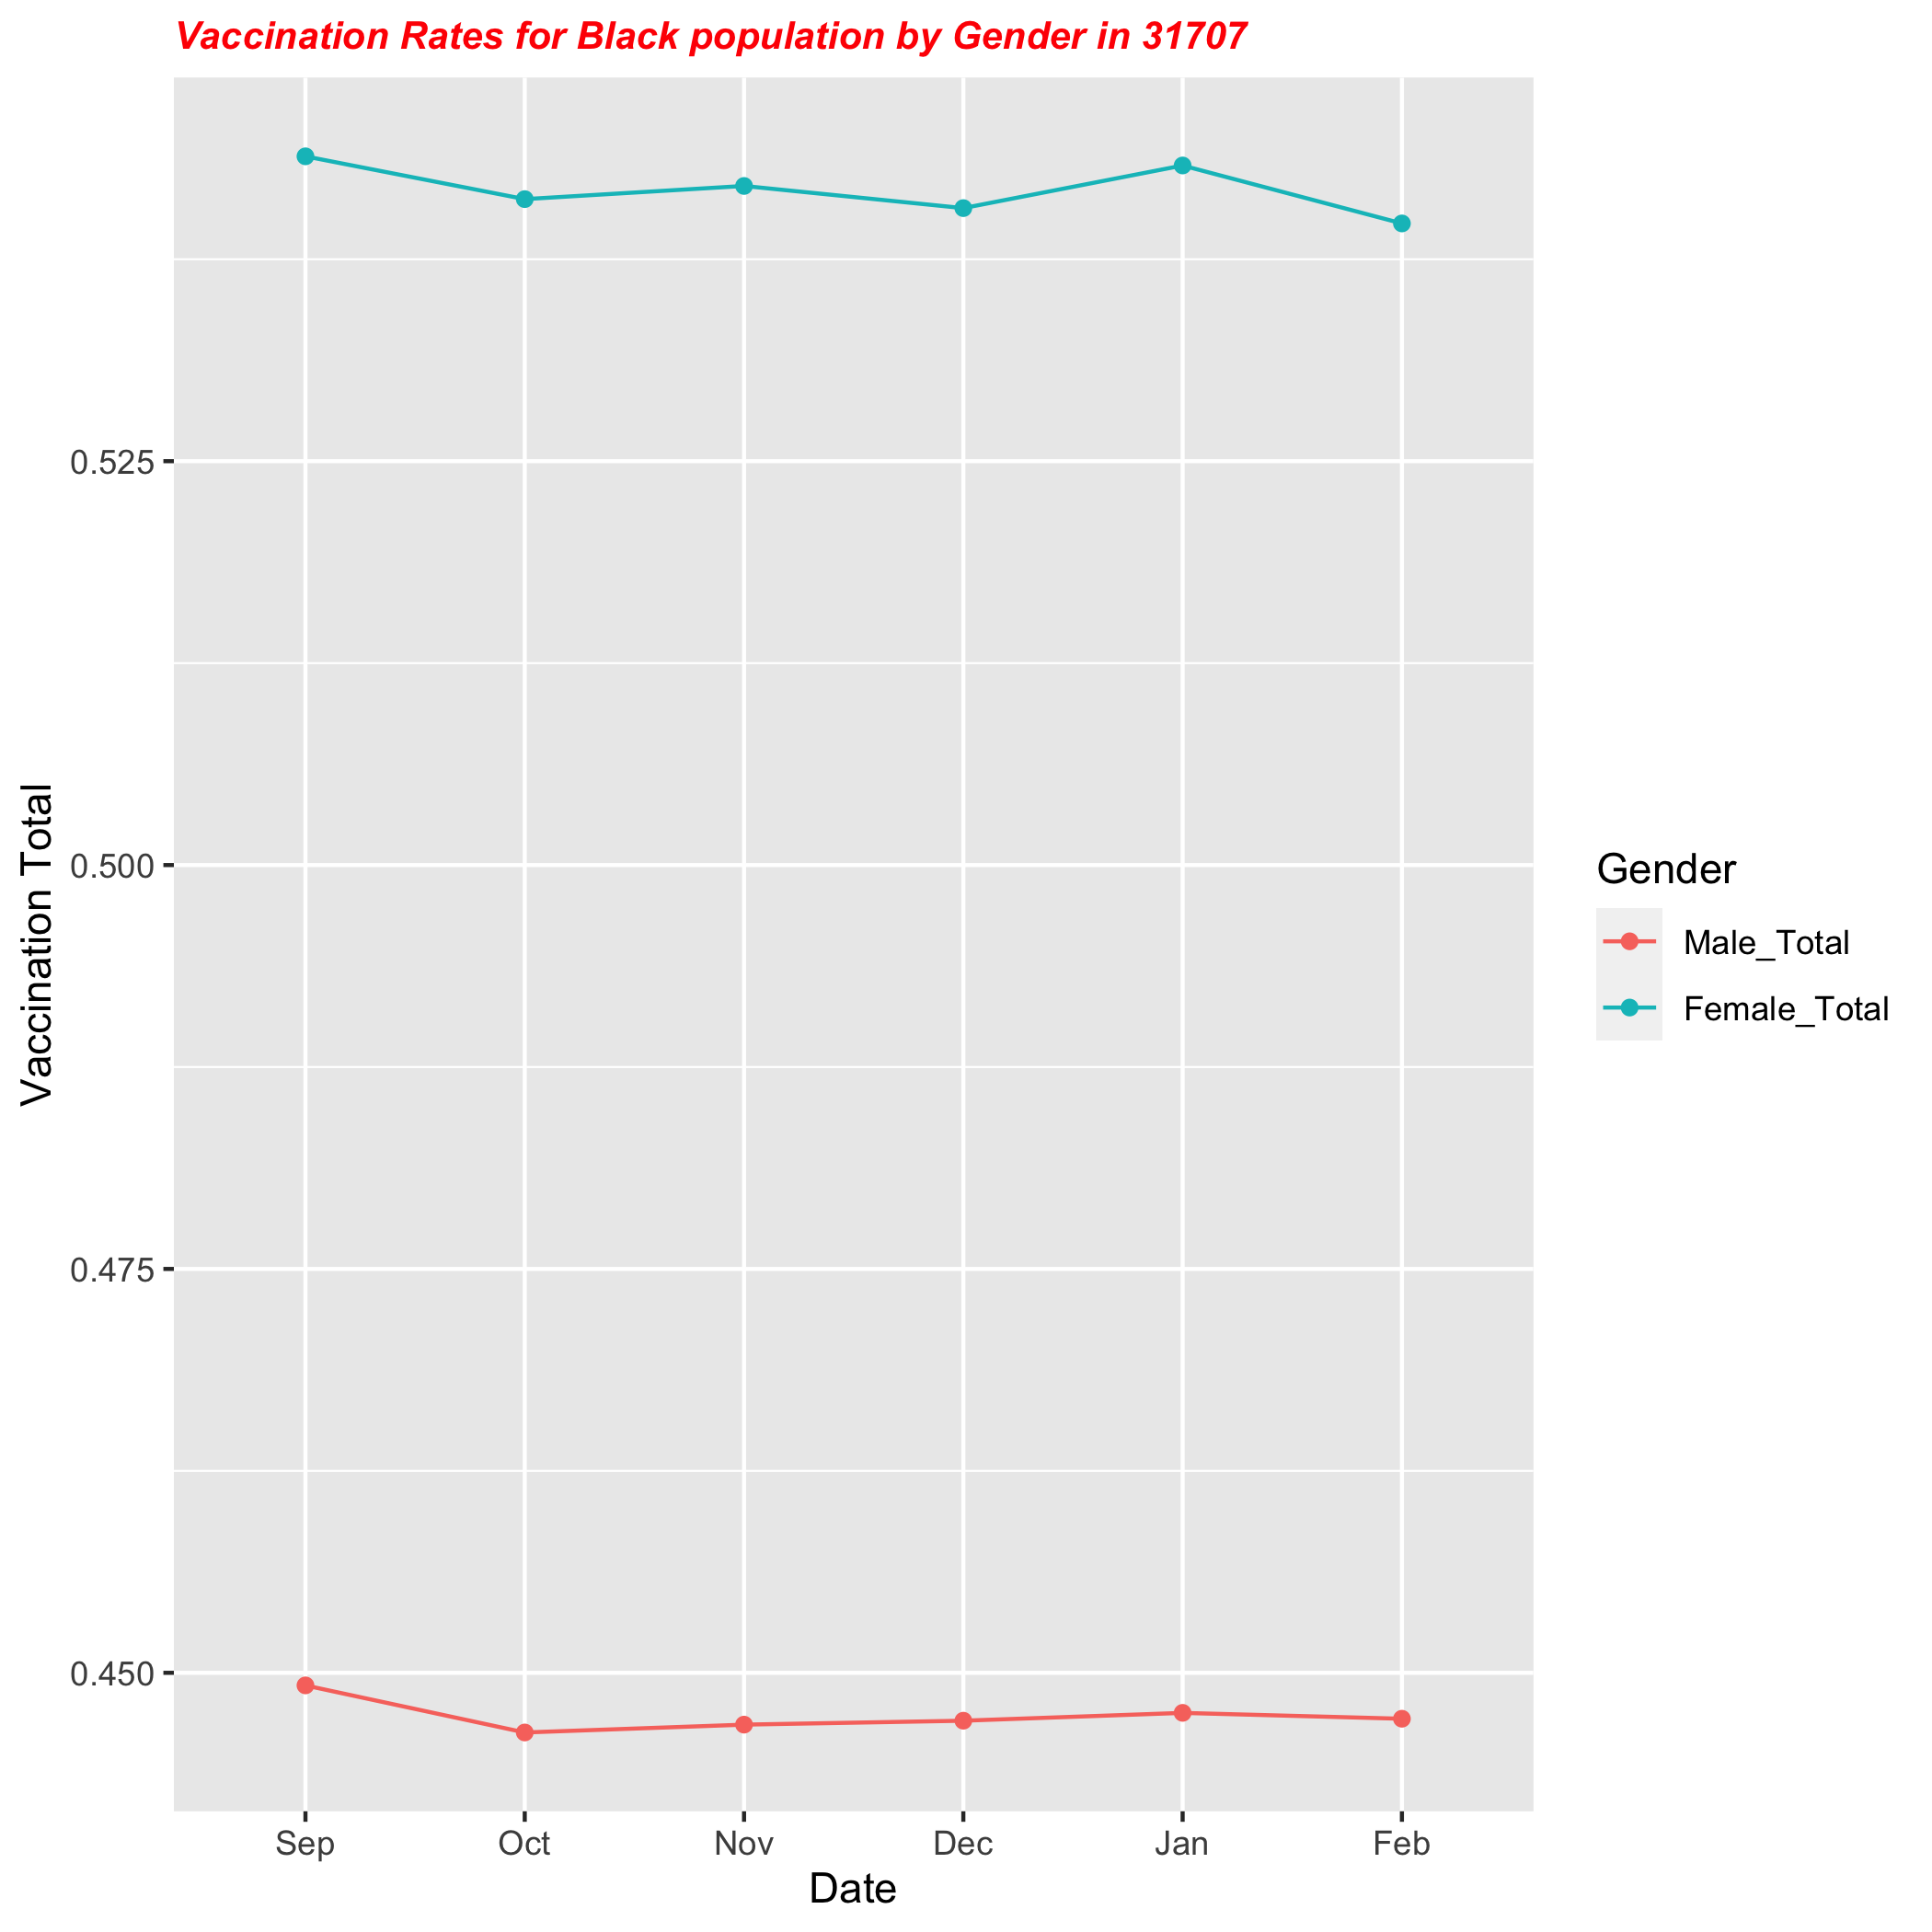 Vaccination Rates for Black population by Gender in 31707
Vaccination Total
0.525
0.500
0.475
0.450
Sep Oct Nov Dec Jan Feb
Date
Gender
Male_Total
Female_Total